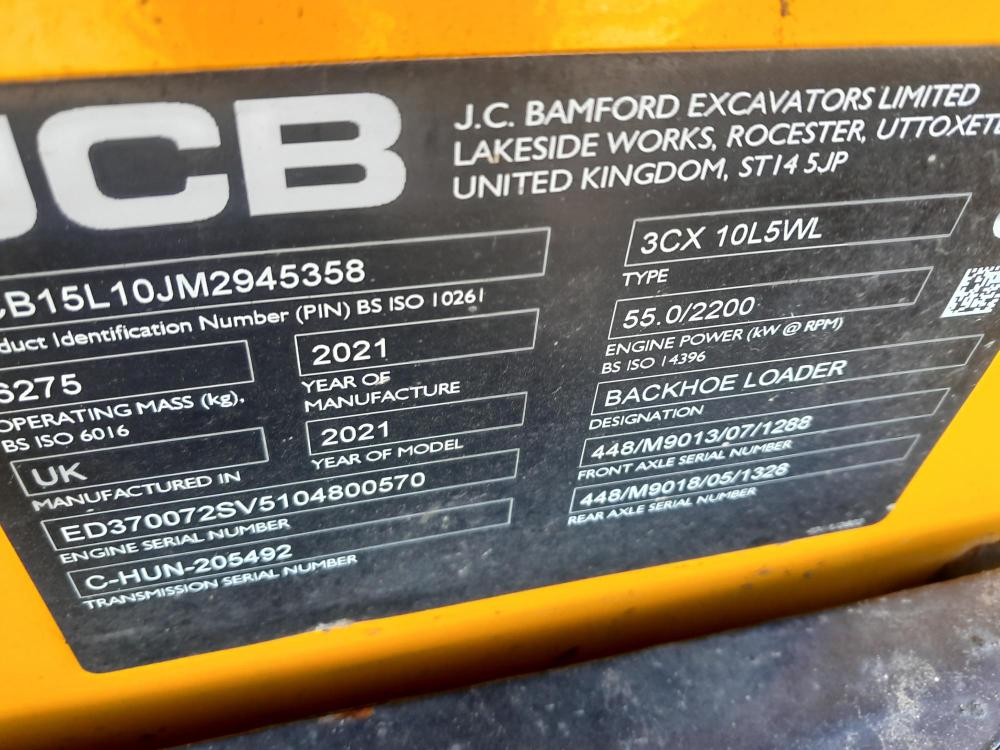 JCB
J.C. BAMFORD EXCAVATORS LIMITED
LAKESIDE WORKS, ROCESTER, UTTOXETE
UNITED KINGDOM, ST14 5JP
CB15L10JM2945358
duct Identification Number (PIN) BS ISO 10261
6275
OPERATING MASS (kg),
BS ISO 6016
2021
YEAR OF
MANUFACTURE
UK
MANUFACTURED IN
2021
YEAR OF MODEL
ED370072SV5104800570
ENGINE SERIAL NUMBER
C-HUN-205492
TRANSMISSION SERIAL NUMBER
3CX 10L5WL
TYPE
55.0/2200
ENGINE POWER (kW @ RPM)
BS ISO 14396
BACKHOE LOADER
DESIGNATION
448/M9013/07/1288
FRONT AXLE SERIAL NUMBER
448/M9018/05/1328
REAR AXLE SERIAL NUMBER